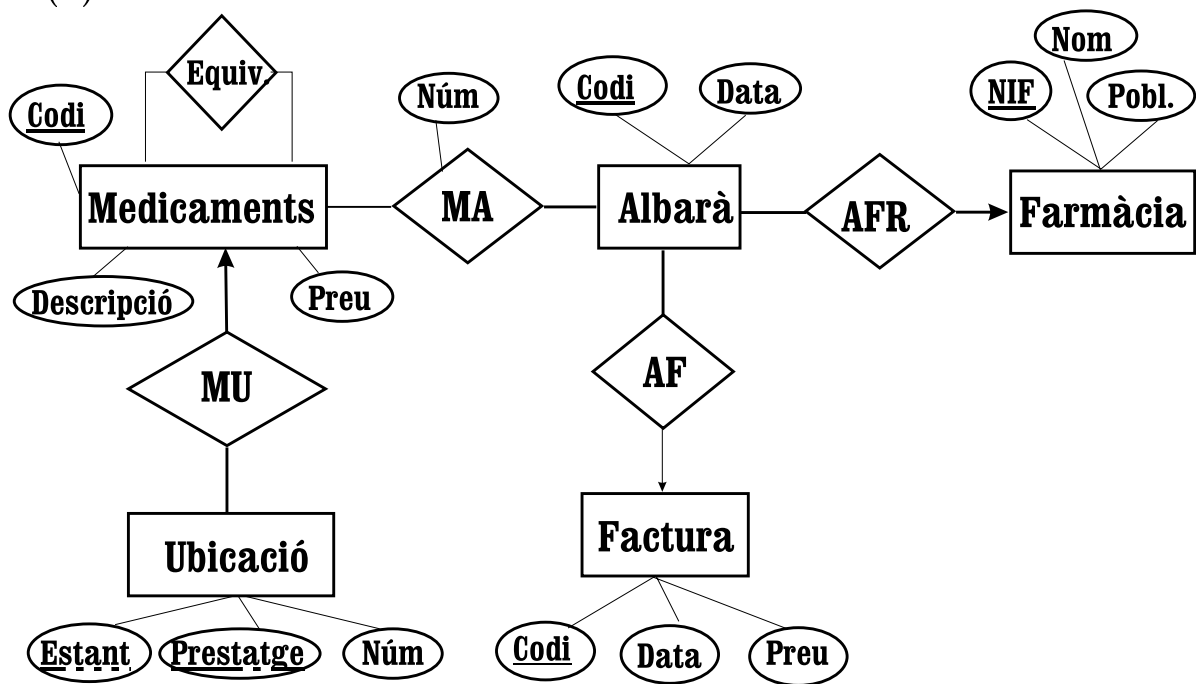 Nom
Equiv.
Codi
Núm
Codi
Data
NIF
Pobl.
Medicaments
MA
Albarà
AFR
Farmàcia
Descripció
Preu
MU
AF
Ubicació
Factura
Estant
Prestatge
Núm
Codi
Data
Preu